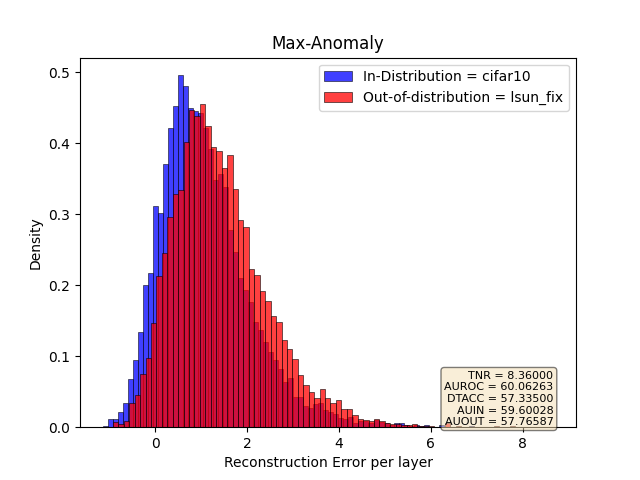 Max-Anomaly
In-Distribution = cifar10
Out-of-distribution = lsun_fix
Density
0.5
0.4
0.3
0.2
0.1
0.0
TNR = 8.36000
AUROC = 60.06263
DTACC = 57.33500
AUIN = 59.60028
AUOUT = 57.76587
0 2 4 6 8
Reconstruction Error per layer